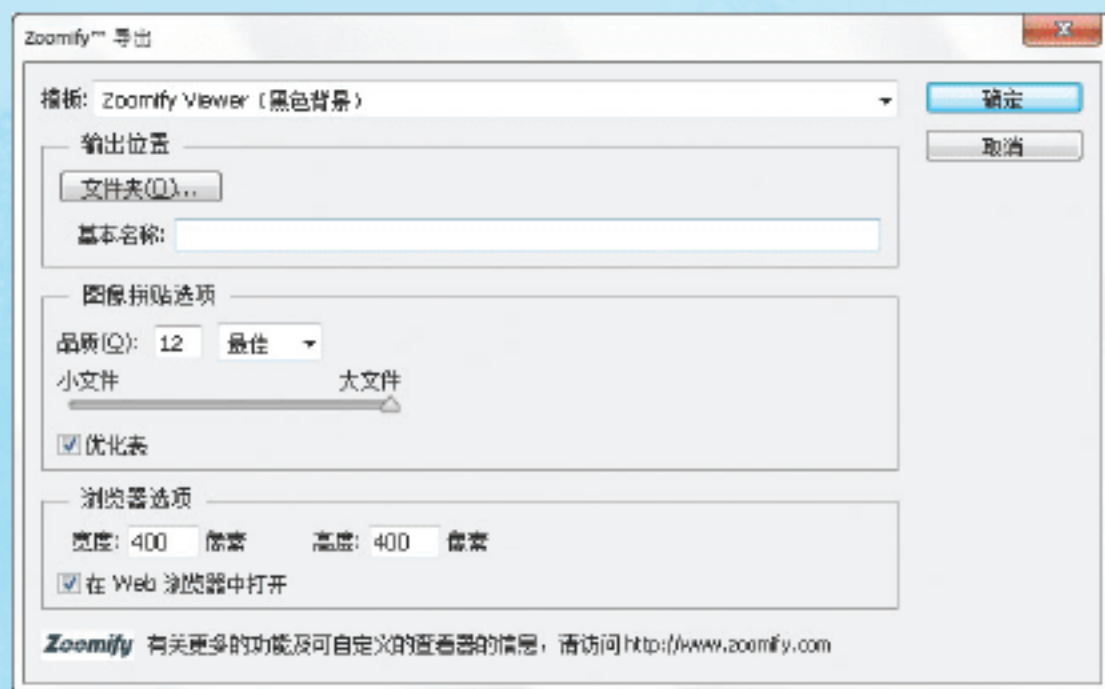 Zoomify™ 导出
模板: Zoomify Viewer (黑色背景)
确定
取消
输出位置
文件夹(O)...
基本名称:
图像拼贴选项
品质(Q): 12 最佳
小文件 大文件
优化表
浏览器选项
宽度: 400 像素 高度: 400 像素
在 Web 浏览器中打开
Zoomify 有关更多的功能及可自定义的查看器的信息，请访问 http://www.zoomify.com